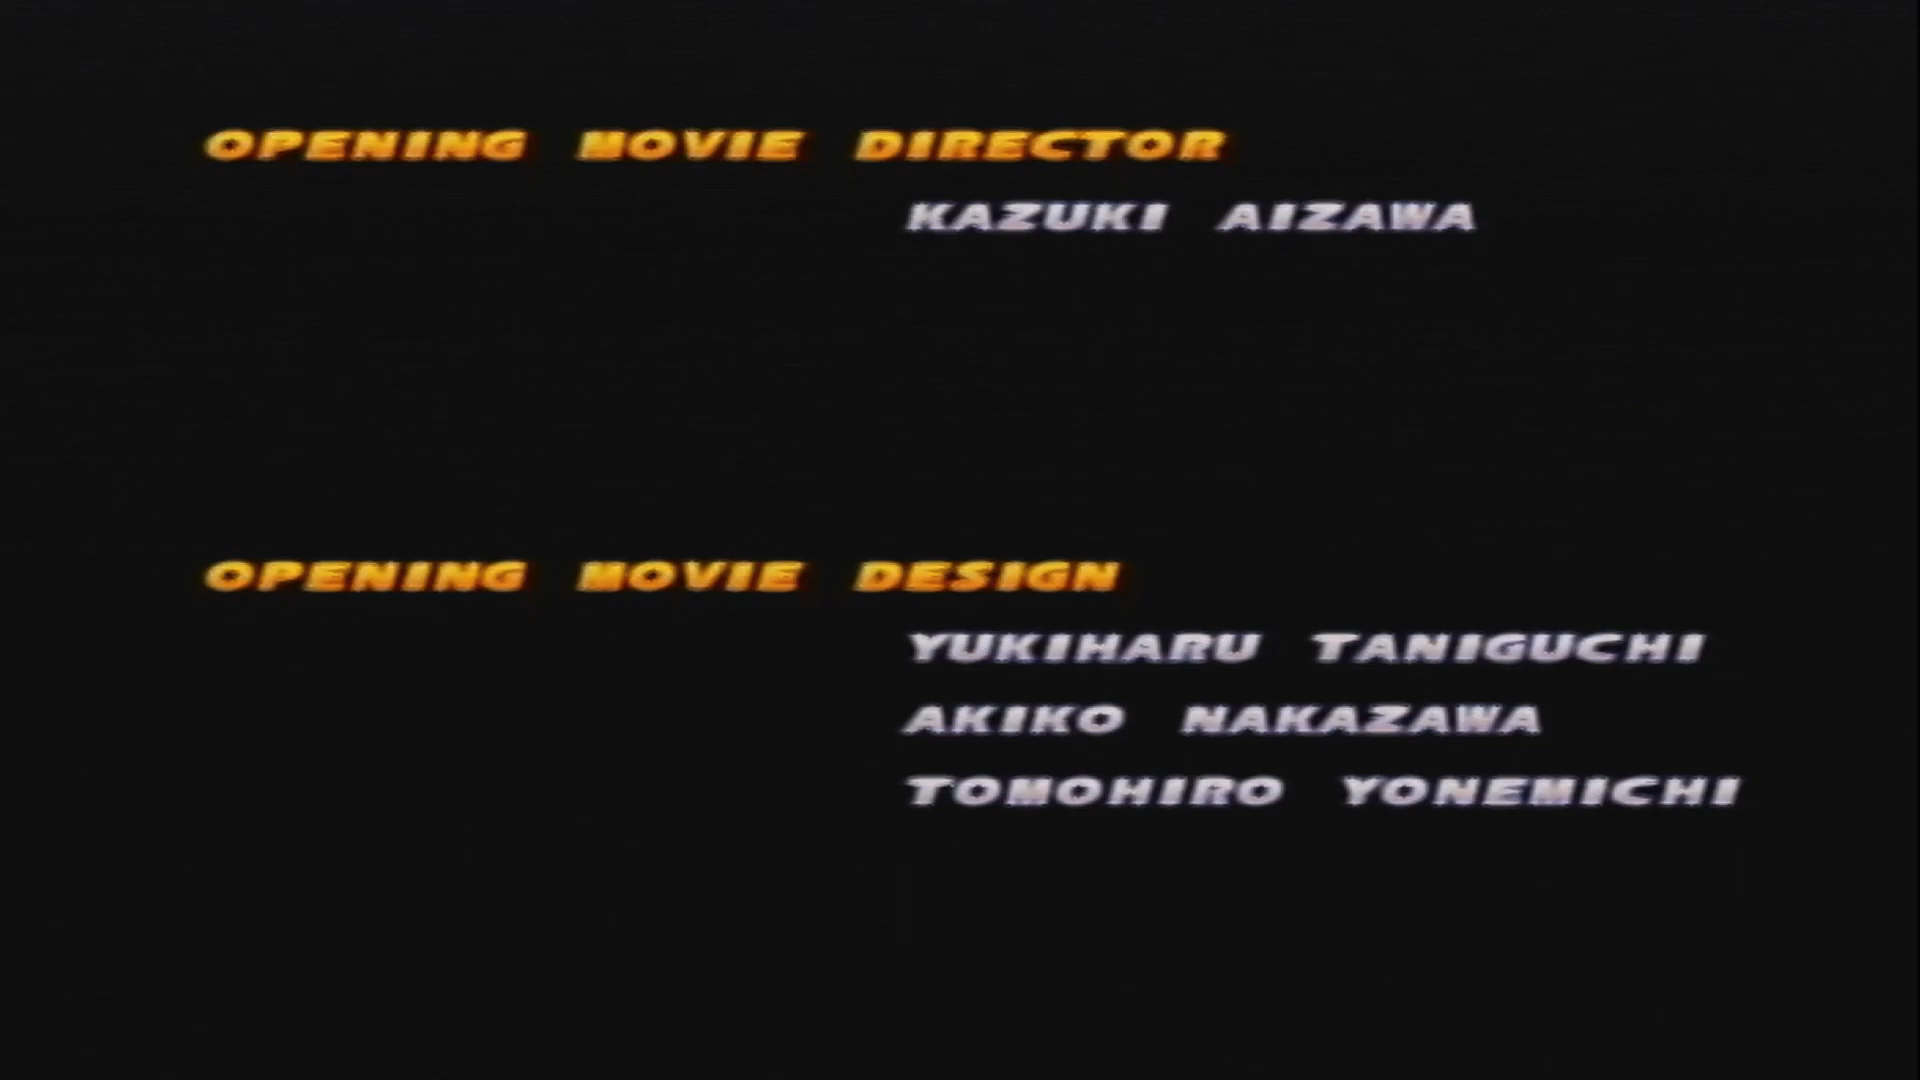 OPENING MOVIE DIRECTOR
KAZUKI AIZAWA
OPENING MOVIE DESIGN
YUKIHARU TANIGUCHI
AKIKO NAKAZAWA
TOMOHIRO YONEMICHI